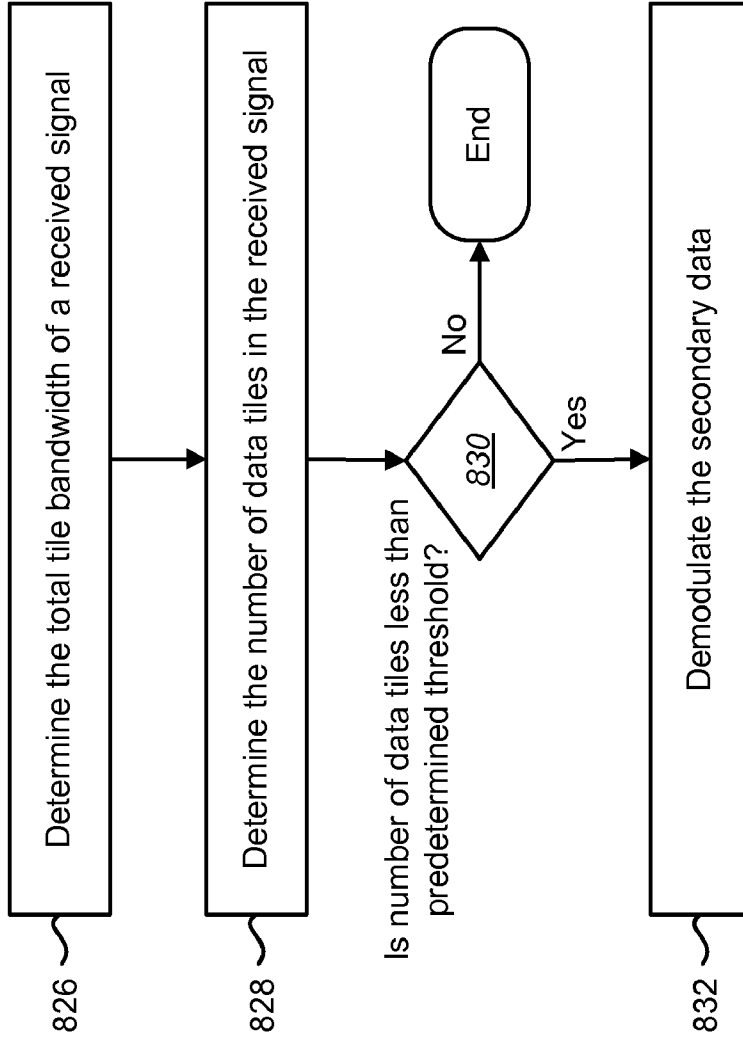 826
Determine the total tile bandwidth of a received signal
828
Determine the number of data tiles in the received signal
Is number of data tiles less than
predetermined threshold?
830
No
End
Yes
832
Demodulate the secondary data